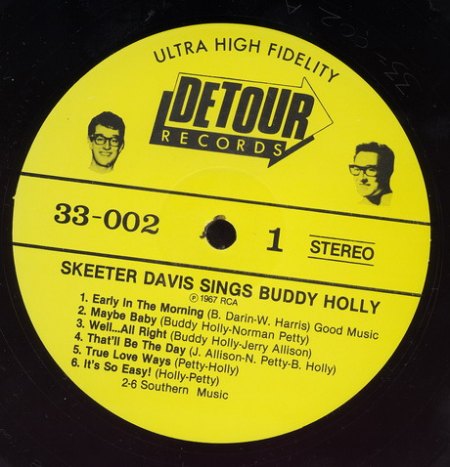 ULTRA HIGH FIDELITY
DETOUR
RECORDS
33-002
1
STEREO
SKEETER DAVIS SINGS BUDDY HOLLY
Ⓟ1967 RCA
1. Early In The Morning (B. Darin-W. Harris) Good Music
2. Maybe Baby (Buddy Holly-Norman Petty)
3. Well...All Right (Buddy Holly-Jerry Allison)
4. That'll Be The Day (J. Allison-N. Petty-B. Holly)
5. True Love Ways (Petty-Holly)
6. It's So Easy! (Holly-Petty)
2-6 Southern Music